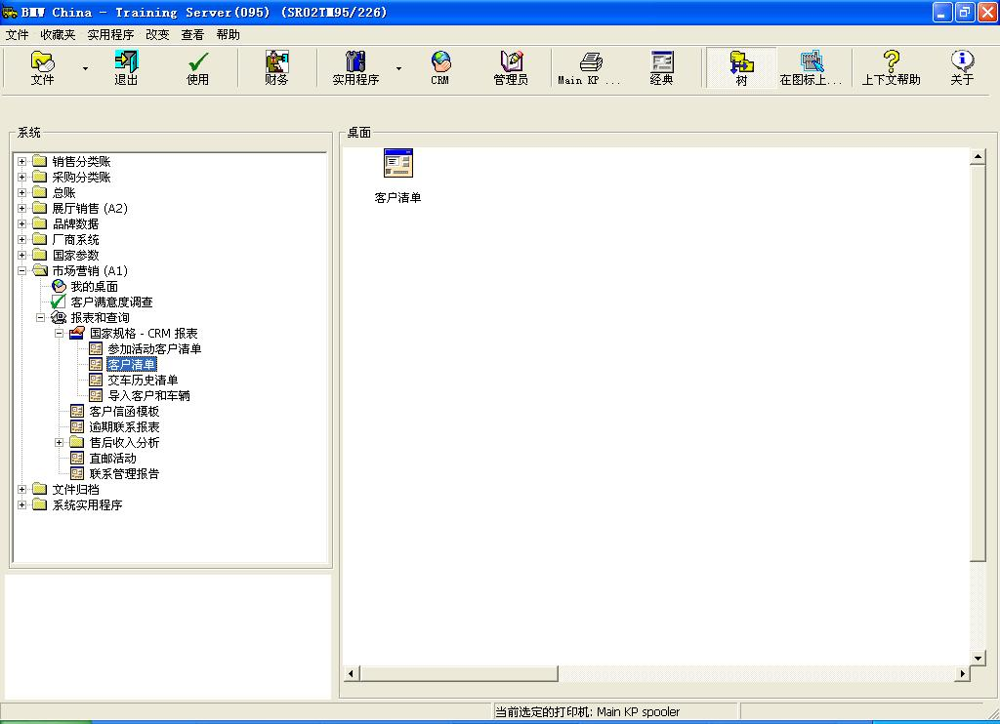 BMW China - Training Server(095) (SR02TM95/226)
文件 收藏夹 实用程序 改变 查看 帮助
文件 退出 使用 财务 实用程序 CRM 管理员 Main KP ... 经典 树 在图标上... 上下文帮助 关于
系统
销售分类账
采购分类账
总账
展厅销售 (A2)
品牌数据
厂商系统
国家参数
市场营销 (A1)
我的桌面
客户满意度调查
报表和查询
国家规格 - CRM 报表
参加活动客户清单
客户清单
交车历史清单
导入客户和车辆
客户信函模板
逾期联系报表
售后收入分析
直邮活动
联系管理报告
文件归档
系统实用程序
桌面
客户清单
当前选定的打印机: Main KP spooler